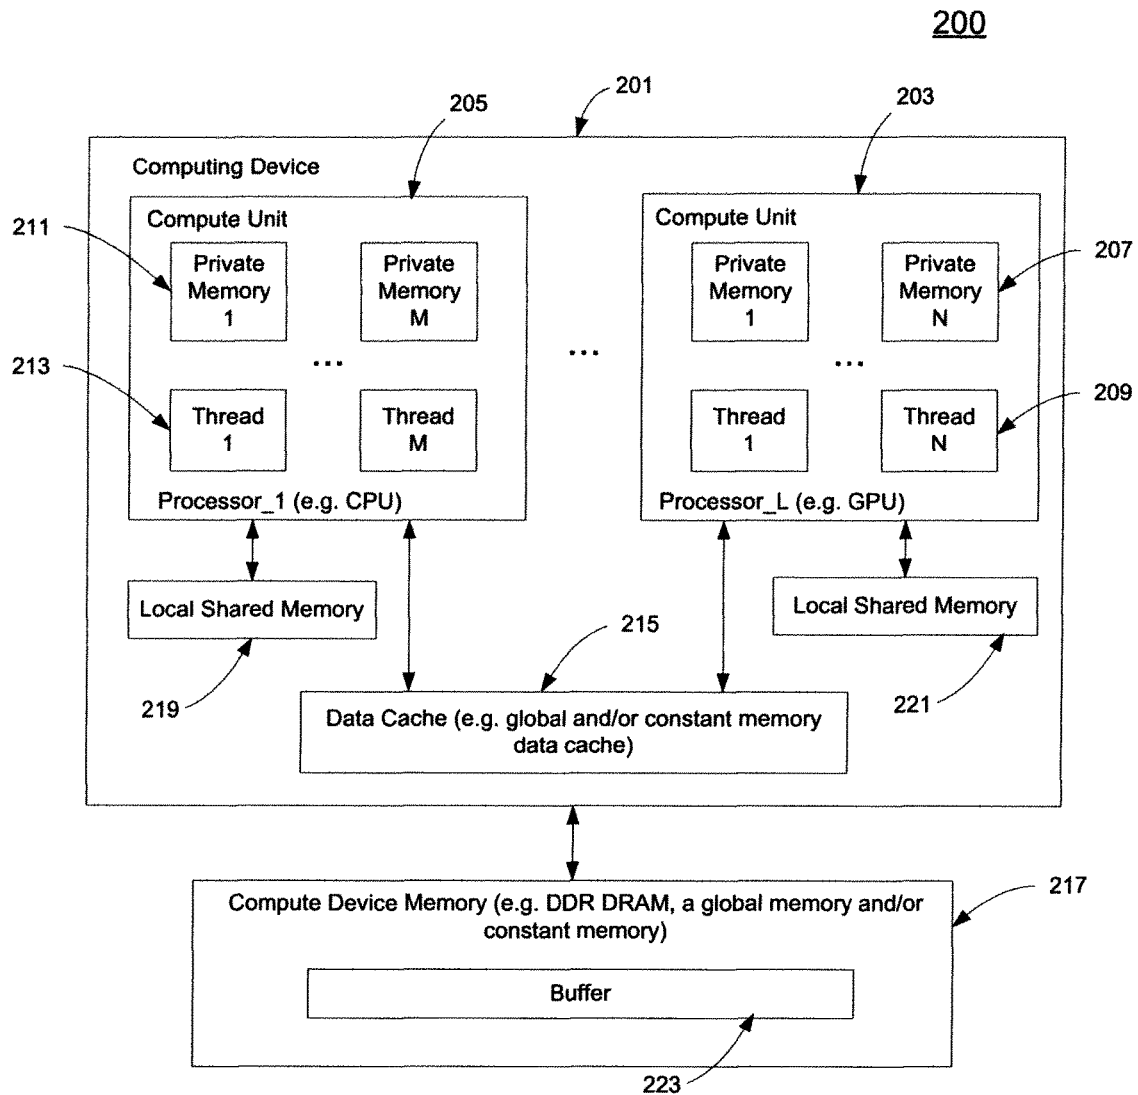 200
201
205
203
Computing Device
Compute Unit
Compute Unit
211
207
Private
Memory
1
Private
Memory
M
Private
Memory
1
Private
Memory
N
...
...
...
213
209
Thread
1
Thread
M
Thread
1
Thread
N
Processor_1 (e.g. CPU)
Processor_L (e.g. GPU)
Local Shared Memory
Local Shared Memory
215
219
221
Data Cache (e.g. global and/or constant memory
data cache)
217
Compute Device Memory (e.g. DDR DRAM, a global memory and/or
constant memory)
Buffer
223